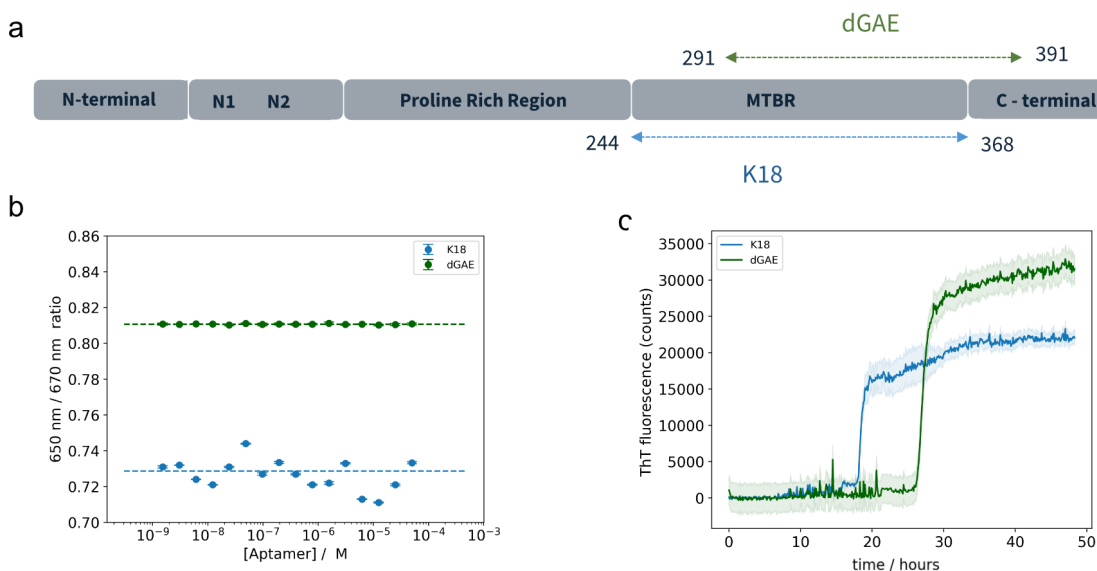 a
dGAE
291
391
N-terminal
N1
N2
Proline Rich Region
MTBR
C - terminal
244
368
K18
b
0.86
0.84
0.82
0.80
0.78
0.76
0.74
0.72
0.70
650 nm / 670 nm ratio
K18
dGAE
10⁻⁹
10⁻⁸
10⁻⁷
10⁻⁶
10⁻⁵
10⁻⁴
10⁻³
[Aptamer] / M
c
35000
30000
25000
20000
15000
10000
5000
0
ThT fluorescence (counts)
K18
dGAE
0
10
20
30
40
50
time / hours